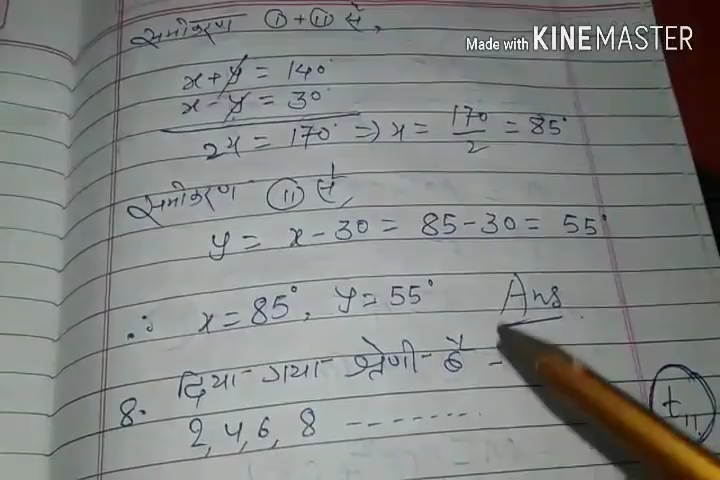 समीकरण (i) + (ii) से,
Made with KINEMASTER
x + y = 140°
x - y = 30°
2x = 170° => x = 170/2 = 85°
समीकरण (ii) से,
y = x - 30 = 85 - 30 = 55°
∴ x = 85°, y = 55° Ans
8. दिया गया श्रेणी है -
2, 4, 6, 8 -------
t11